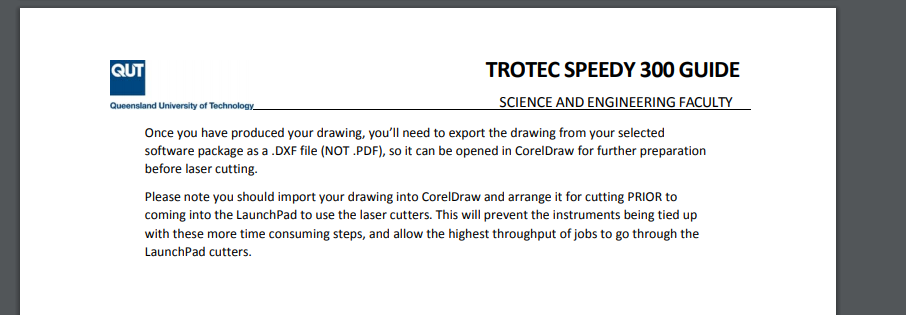 QUT
TROTEC SPEEDY 300 GUIDE
Queensland University of Technology
SCIENCE AND ENGINEERING FACULTY
Once you have produced your drawing, you’ll need to export the drawing from your selected
software package as a .DXF file (NOT .PDF), so it can be opened in CorelDraw for further preparation
before laser cutting.
Please note you should import your drawing into CorelDraw and arrange it for cutting PRIOR to
coming into the LaunchPad to use the laser cutters. This will prevent the instruments being tied up
with these more time consuming steps, and allow the highest throughput of jobs to go through the
LaunchPad cutters.